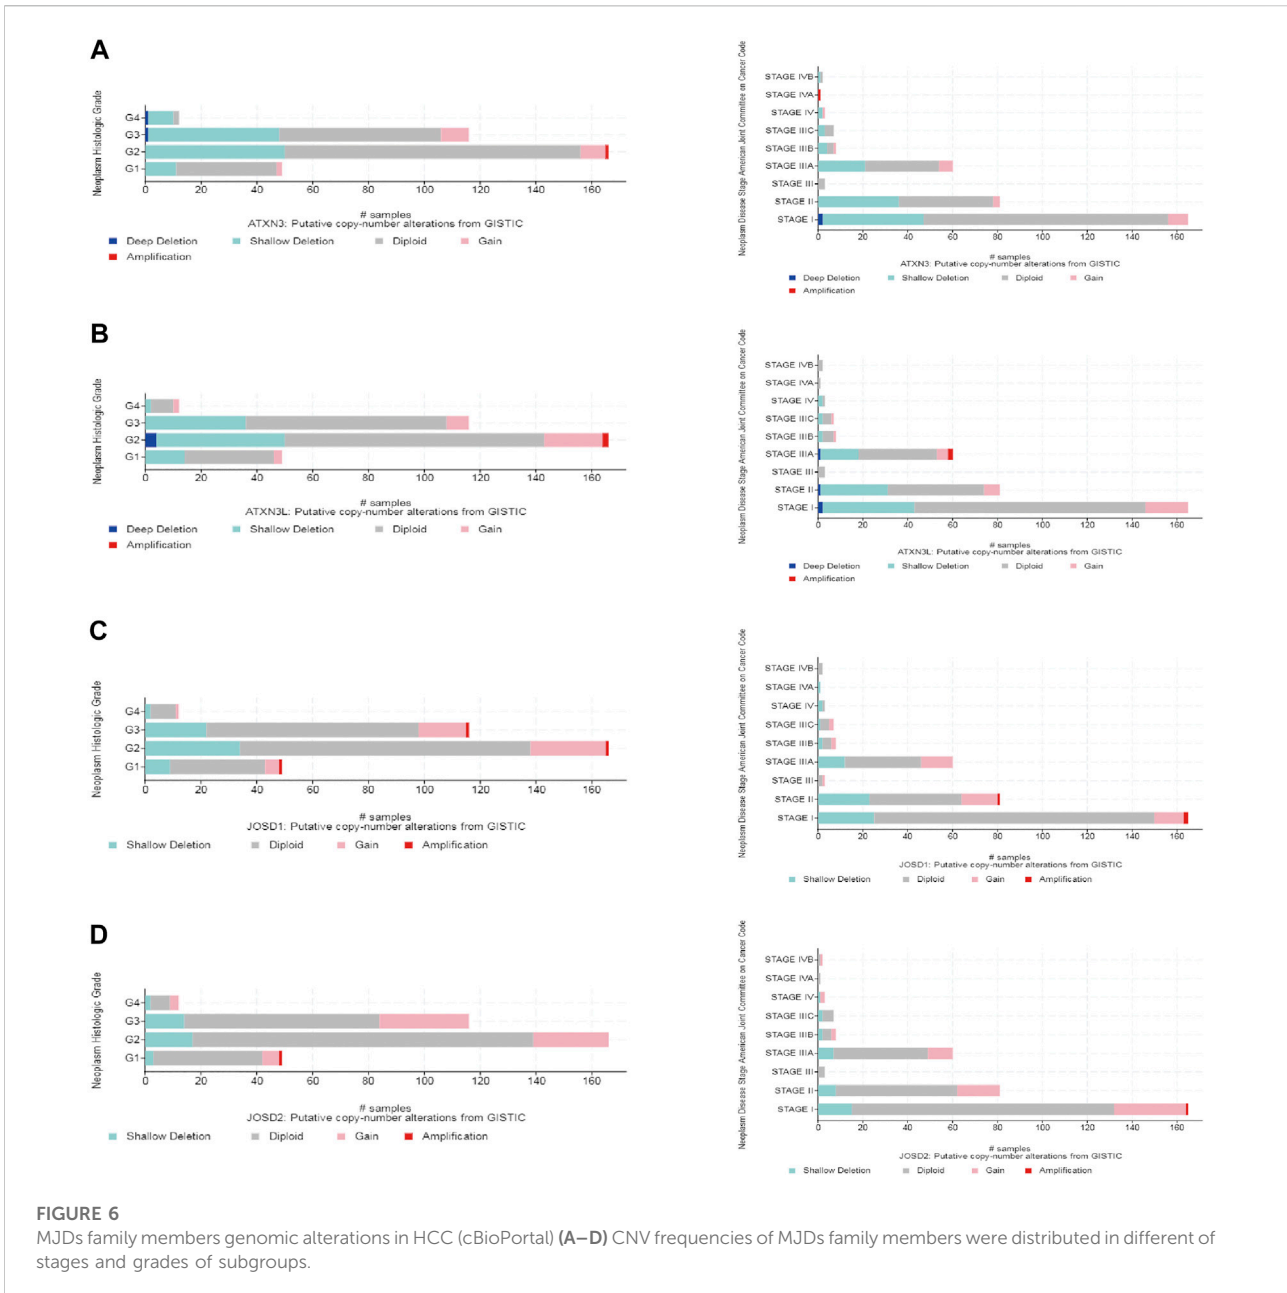 A
Neoplasm Histologic Grade
G4
G3
G2
G1
0 20 40 60 80 100 120 140 160
# samples
ATXN3: Putative copy-number alterations from GISTIC
Deep Deletion Shallow Deletion Diploid Gain
Amplification
Neoplasm Disease Stage American Joint Committee on Cancer Code
STAGE IVB
STAGE IVA
STAGE IV
STAGE IIIC
STAGE IIIB
STAGE IIIA
STAGE III
STAGE II
STAGE I
0 20 40 60 80 100 120 140 160
# samples
ATXN3: Putative copy-number alterations from GISTIC
Deep Deletion Shallow Deletion Diploid Gain
Amplification
B
Neoplasm Histologic Grade
G4
G3
G2
G1
0 20 40 60 80 100 120 140 160
# samples
ATXN3L: Putative copy-number alterations from GISTIC
Deep Deletion Shallow Deletion Diploid Gain
Amplification
Neoplasm Disease Stage American Joint Committee on Cancer Code
STAGE IVB
STAGE IVA
STAGE IV
STAGE IIIC
STAGE IIIB
STAGE IIIA
STAGE III
STAGE II
STAGE I
0 20 40 60 80 100 120 140 160
# samples
ATXN3L: Putative copy-number alterations from GISTIC
Deep Deletion Shallow Deletion Diploid Gain
Amplification
C
Neoplasm Histologic Grade
G4
G3
G2
G1
0 20 40 60 80 100 120 140 160
# samples
JOSD1: Putative copy-number alterations from GISTIC
Shallow Deletion Diploid Gain Amplification
Neoplasm Disease Stage American Joint Committee on Cancer Code
STAGE IVB
STAGE IVA
STAGE IV
STAGE IIIC
STAGE IIIB
STAGE IIIA
STAGE III
STAGE II
STAGE I
0 20 40 60 80 100 120 140 160
# samples
JOSD1: Putative copy-number alterations from GISTIC
Shallow Deletion Diploid Gain Amplification
D
Neoplasm Histologic Grade
G4
G3
G2
G1
0 20 40 60 80 100 120 140 160
# samples
JOSD2: Putative copy-number alterations from GISTIC
Shallow Deletion Diploid Gain Amplification
Neoplasm Disease Stage American Joint Committee on Cancer Code
STAGE IVB
STAGE IVA
STAGE IV
STAGE IIIC
STAGE IIIB
STAGE IIIA
STAGE III
STAGE II
STAGE I
0 20 40 60 80 100 120 140 160
# samples
JOSD2: Putative copy-number alterations from GISTIC
Shallow Deletion Diploid Gain Amplification
FIGURE 6
MJDs family members genomic alterations in HCC (cBioPortal) (A–D) CNV frequencies of MJDs family members were distributed in different of
stages and grades of subgroups.